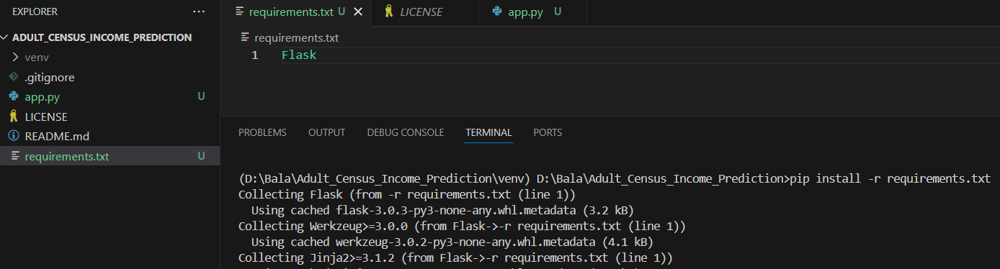 EXPLORER
ADULT_CENSUS_INCOME_PREDICTION
venv
.gitignore
app.py U
LICENSE
README.md
requirements.txt U
requirements.txt U LICENSE app.py U
requirements.txt
1 Flask
PROBLEMS OUTPUT DEBUG CONSOLE TERMINAL PORTS
(D:\Bala\Adult_Census_Income_Prediction\venv) D:\Bala\Adult_Census_Income_Prediction>pip install -r requirements.txt
Collecting Flask (from -r requirements.txt (line 1))
  Using cached flask-3.0.3-py3-none-any.whl.metadata (3.2 kB)
Collecting Werkzeug>=3.0.0 (from Flask->-r requirements.txt (line 1))
  Using cached werkzeug-3.0.2-py3-none-any.whl.metadata (4.1 kB)
Collecting Jinja2>=3.1.2 (from Flask->-r requirements.txt (line 1))